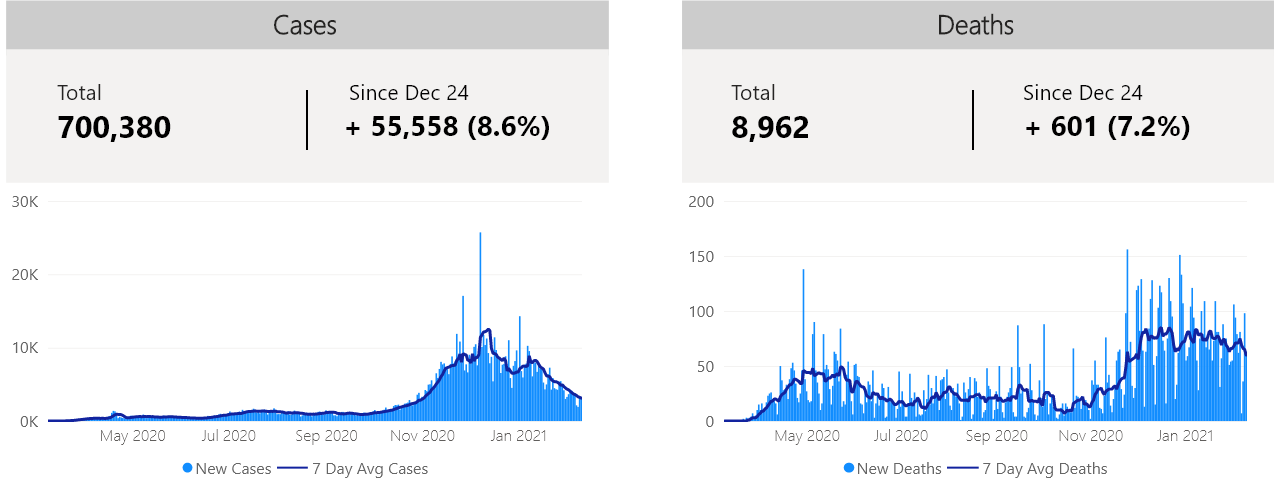 Cases
Total
Since Dec 24
700,380
+ 55,558 (8.6%)
30K
20K
10K
0K
May 2020
Jul 2020
Sep 2020
Nov 2020
Jan 2021
New Cases
7 Day Avg Cases
Deaths
Total
Since Dec 24
8,962
+ 601 (7.2%)
200
150
100
50
0
May 2020
Jul 2020
Sep 2020
Nov 2020
Jan 2021
New Deaths
7 Day Avg Deaths